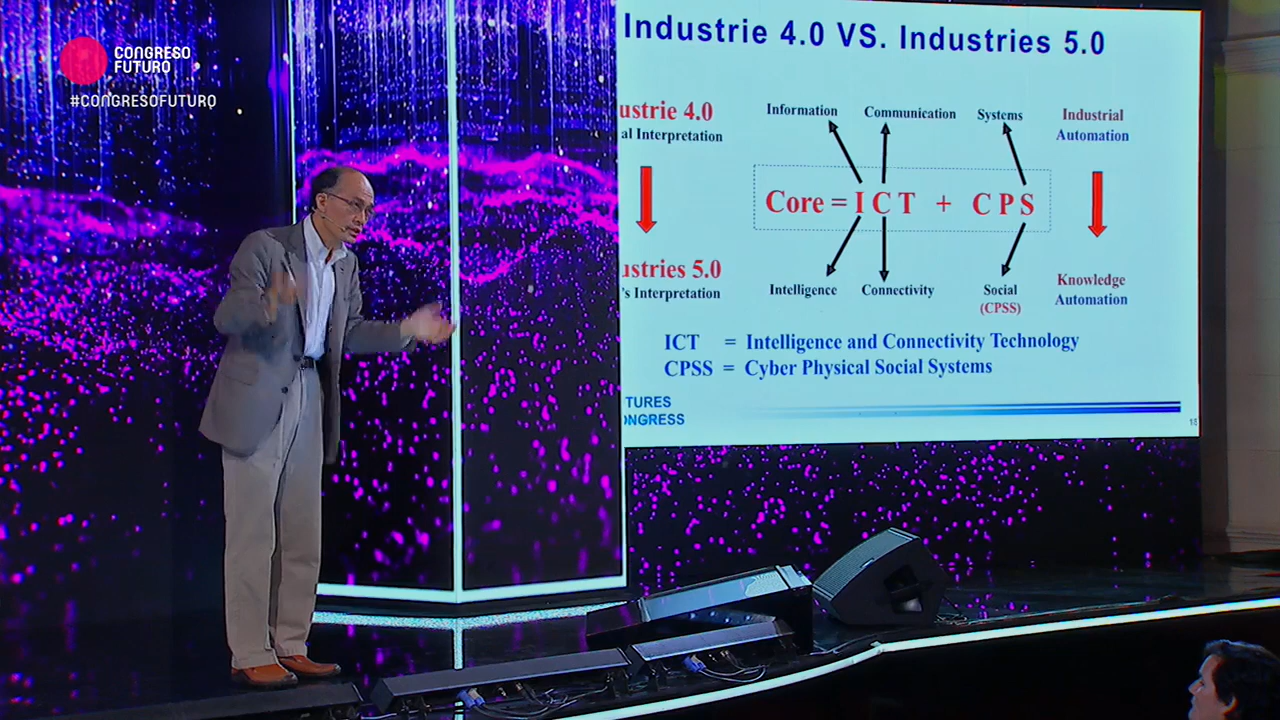 CONGRESO
FUTURO
#CONGRESOFUTURO
Industrie 4.0 VS. Industries 5.0
ustrie 4.0
al Interpretation
Information
Communication
Systems
Industrial
Automation
Core = I C T + C P S
ustries 5.0
's Interpretation
Intelligence
Connectivity
Social
(CPSS)
Knowledge
Automation
ICT = Intelligence and Connectivity Technology
CPSS = Cyber Physical Social Systems
TURES
ONGRESS